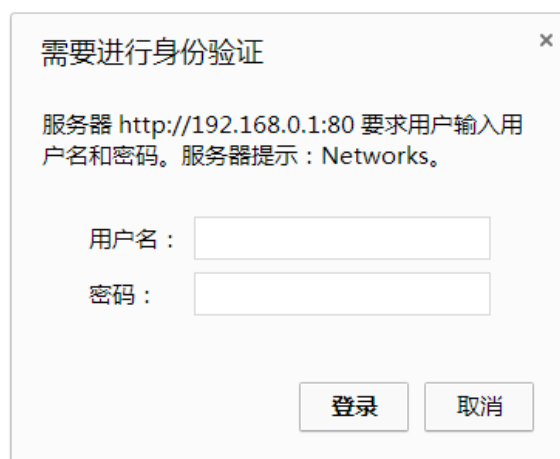 需要进行身份验证
×
服务器 http://192.168.0.1:80 要求用户输入用
户名和密码。服务器提示：Networks。
用户名：
密码：
登录 取消